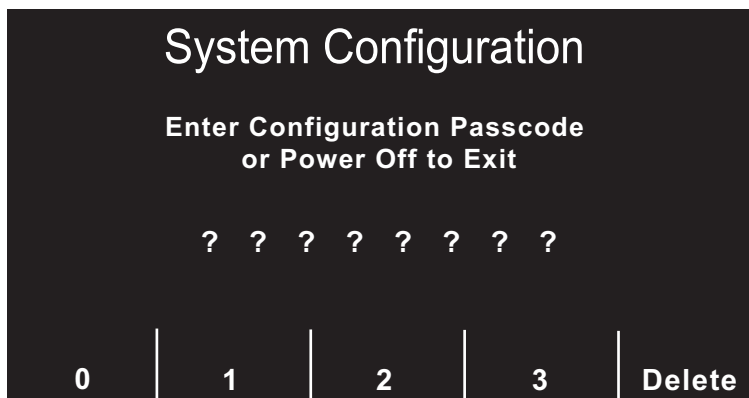 System Configuration
Enter Configuration Passcode
or Power Off to Exit
? ? ? ? ? ? ? ?
0 1 2 3 Delete